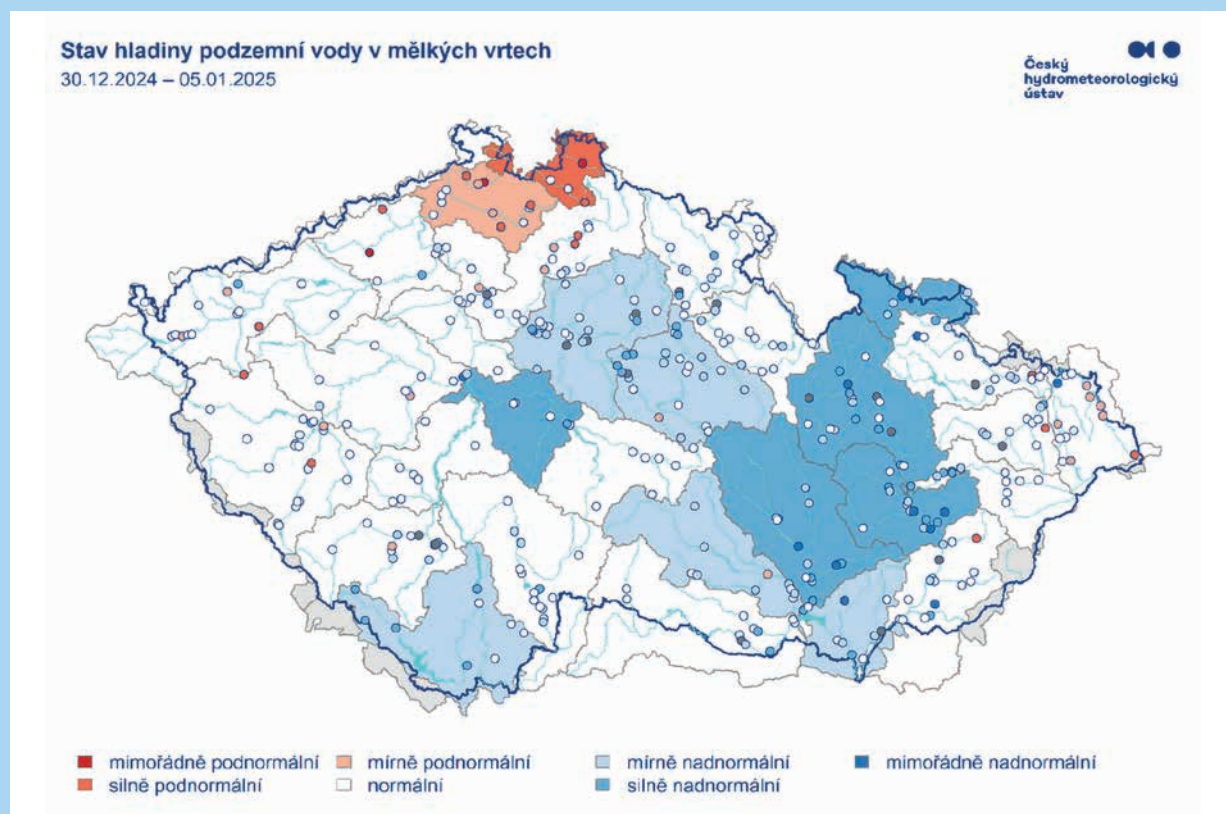 Stav hladiny podzemní vody v mělkých vrtech
30.12.2024 – 05.01.2025
Český
hydrometeorologický
ústav
mimořádně podnormální
mírně podnormální
mírně nadnormální
mimořádně nadnormální
silně podnormální
normální
silně nadnormální